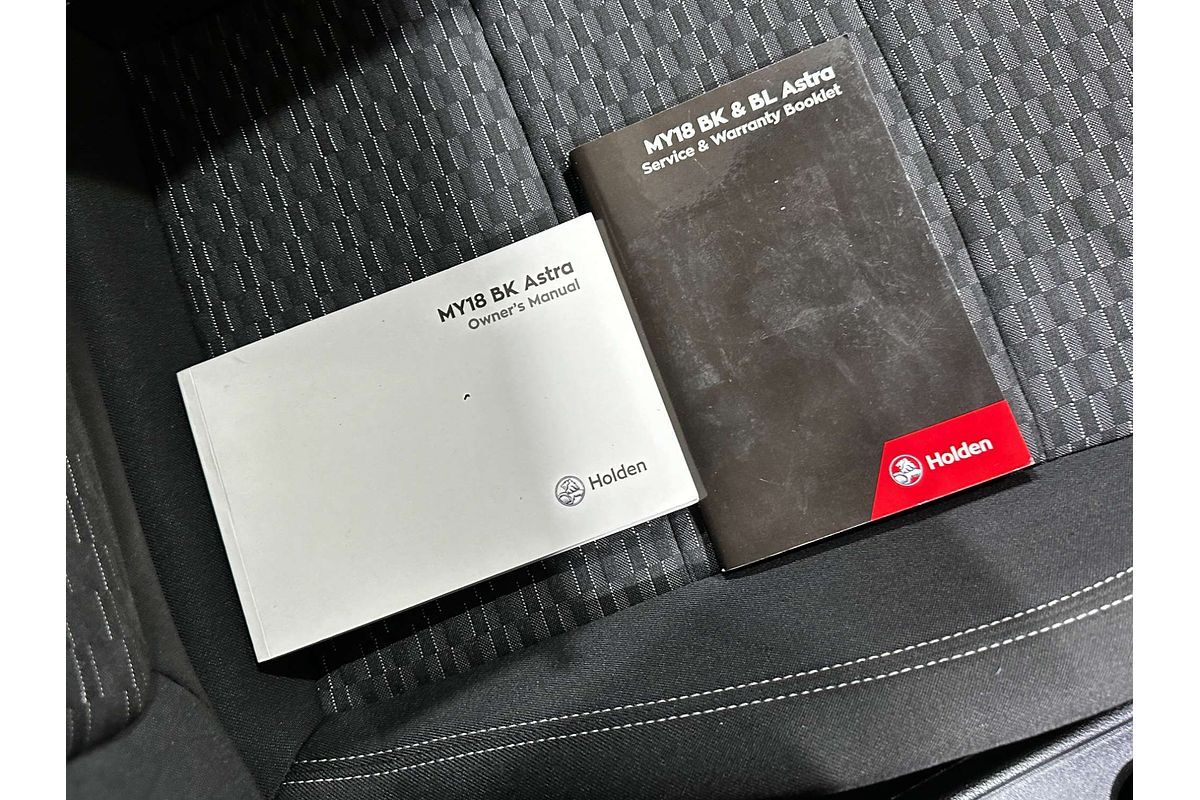 MY18 BK Astra
Owner's Manual
Holden
MY18 BK & BL Astra
Service & Warranty Booklet
Holden